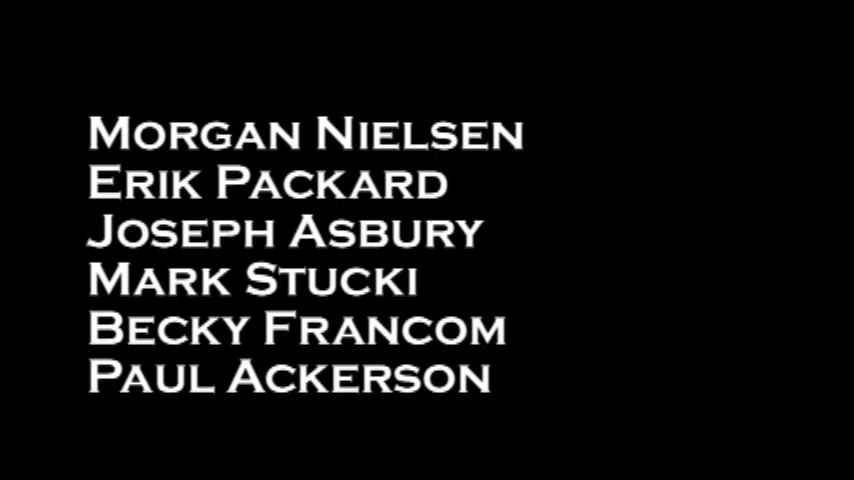 Morgan Nielsen
Erik Packard
Joseph Asbury
Mark Stucki
Becky Francom
Paul Ackerson